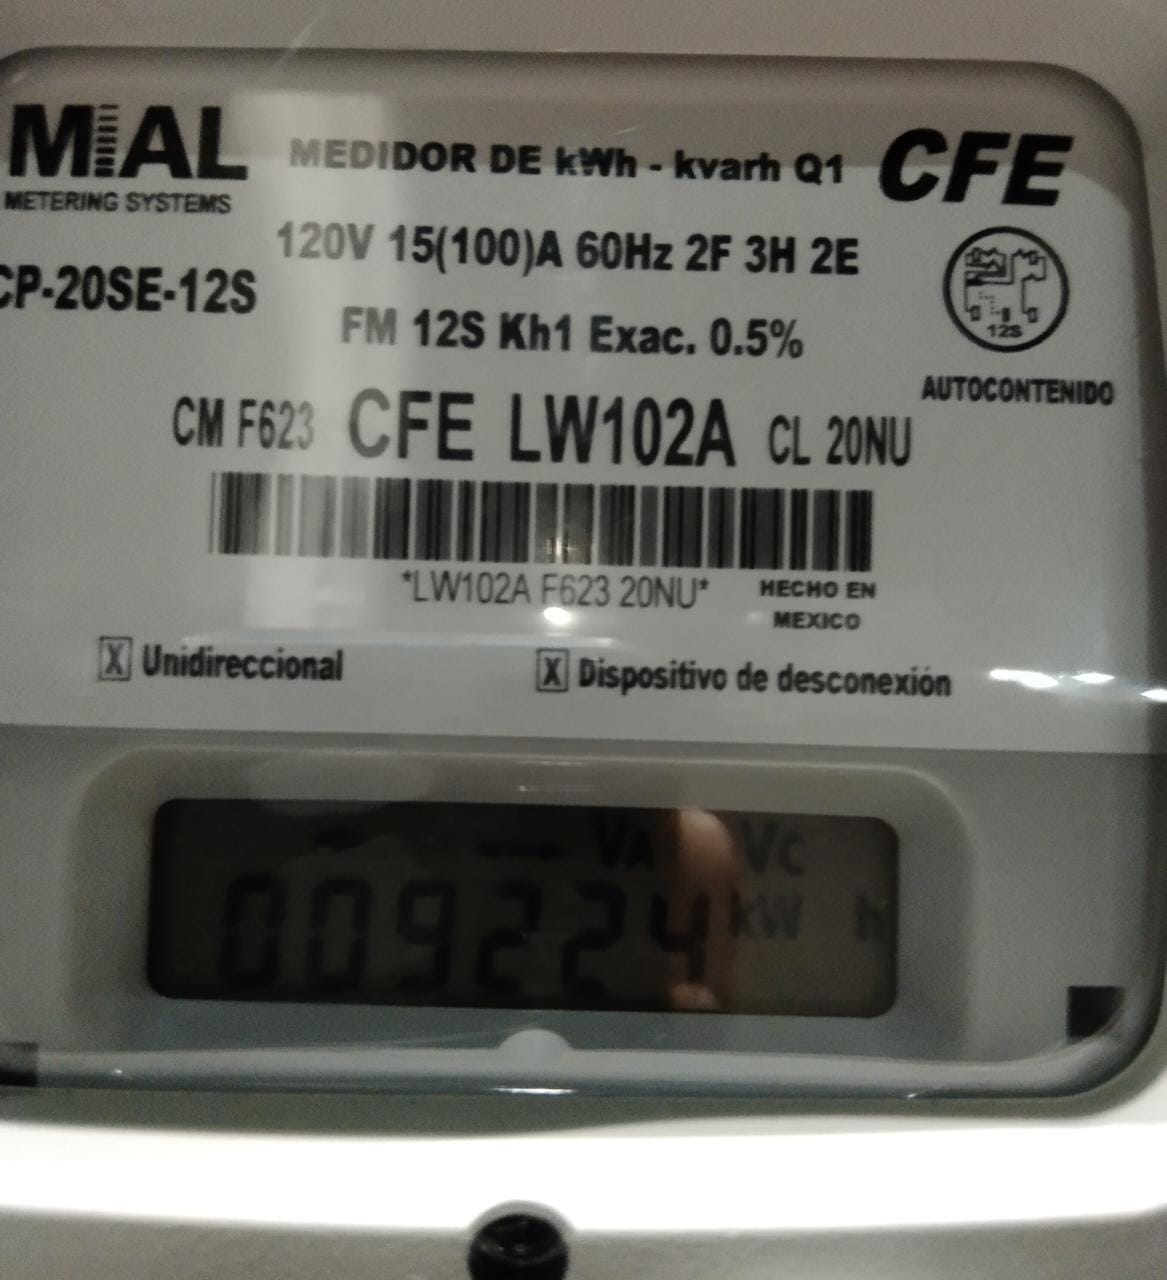 MIAL
METERING SYSTEMS
MEDIDOR DE kWh - kvarh Q1
CFE
120V 15(100)A 60Hz 2F 3H 2E
CP-20SE-12S
FM 12S Kh1 Exac. 0.5%
12S
AUTOCONTENIDO
CM F623 CFE LW102A CL 20NU
*LW102A F623 20NU*
HECHO EN
MEXICO
X Unidireccional
X Dispositivo de desconexión
VA VC
009224 kW h